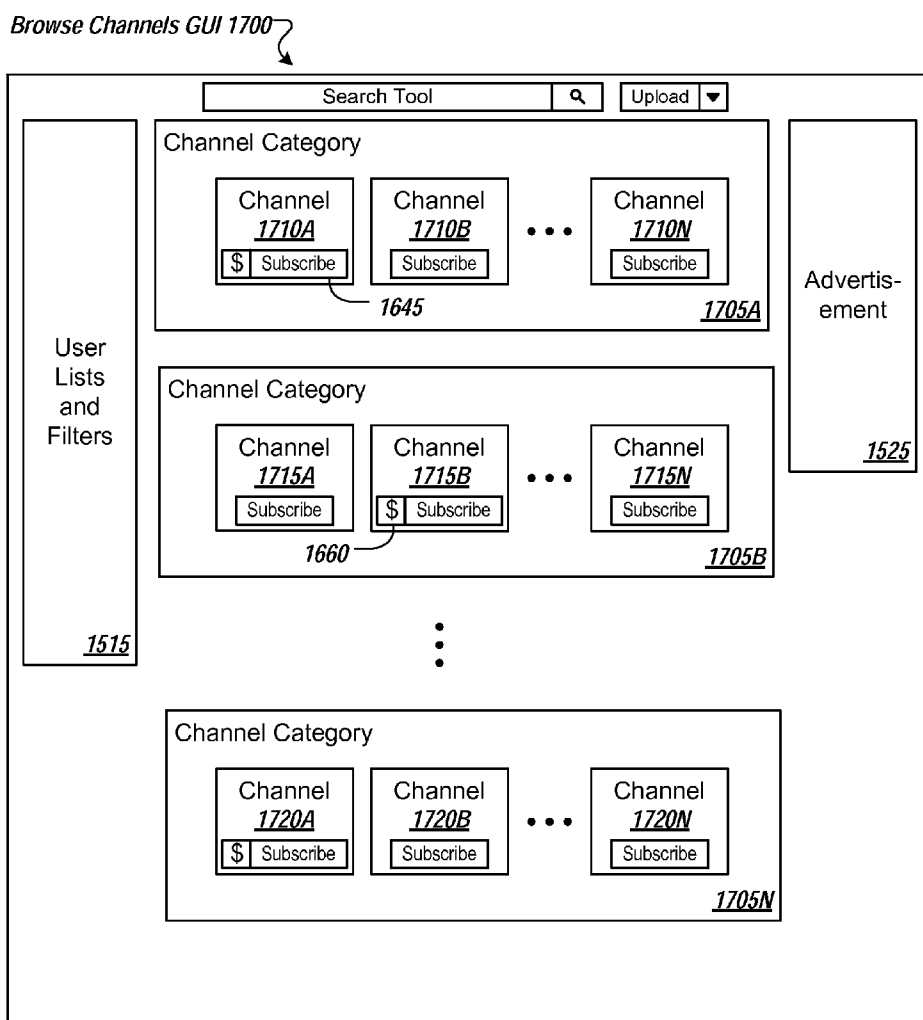 Browse Channels GUI 1700
Search Tool
Upload
Channel Category
Channel
1710A
$ Subscribe
Channel
1710B
Subscribe
Channel
1710N
Subscribe
1645
1705A
User
Lists
and
Filters
1515
Advertis-
ement
1525
Channel Category
Channel
1715A
Subscribe
Channel
1715B
$ Subscribe
Channel
1715N
Subscribe
1660
1705B
Channel Category
Channel
1720A
$ Subscribe
Channel
1720B
Subscribe
Channel
1720N
Subscribe
1705N